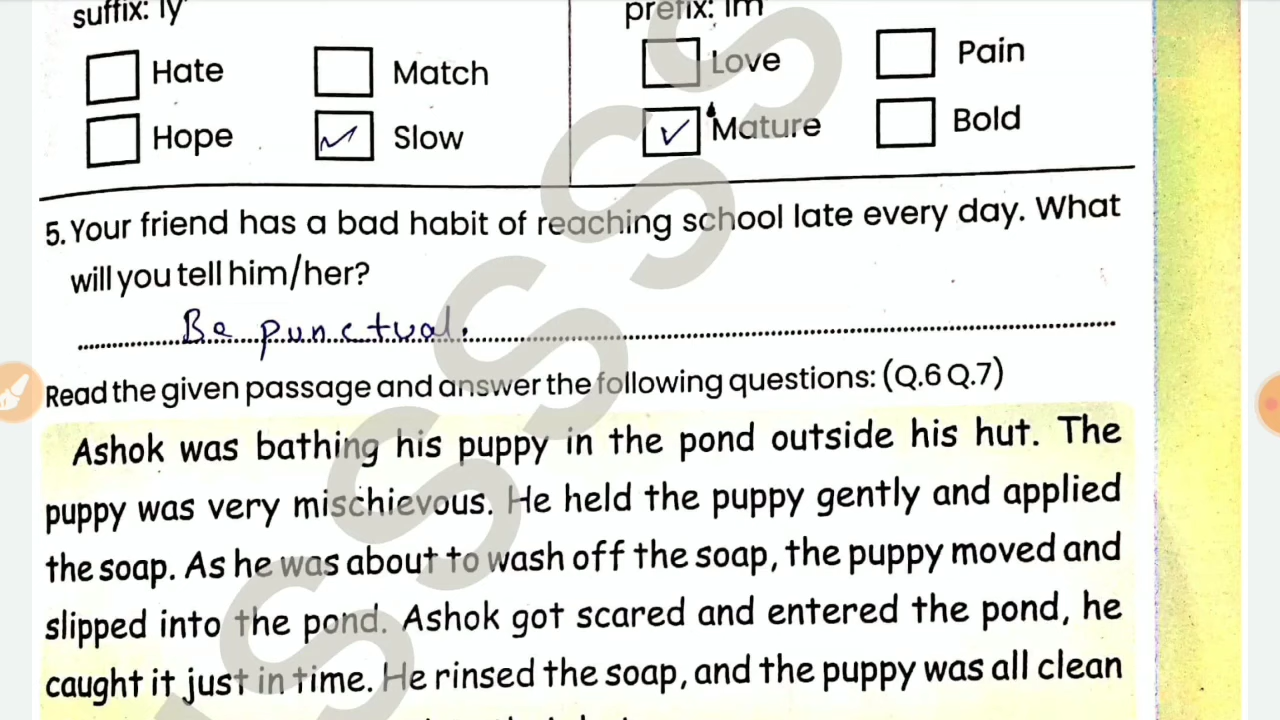 suffix: ly prefix: im
Hate Match Love Pain
Hope Slow Mature Bold
5. Your friend has a bad habit of reaching school late every day. What
will you tell him/her?
Be punctual.
Read the given passage and answer the following questions: (Q.6 Q.7)
Ashok was bathing his puppy in the pond outside his hut. The
puppy was very mischievous. He held the puppy gently and applied
the soap. As he was about to wash off the soap, the puppy moved and
slipped into the pond. Ashok got scared and entered the pond, he
caught it just in time. He rinsed the soap, and the puppy was all clean